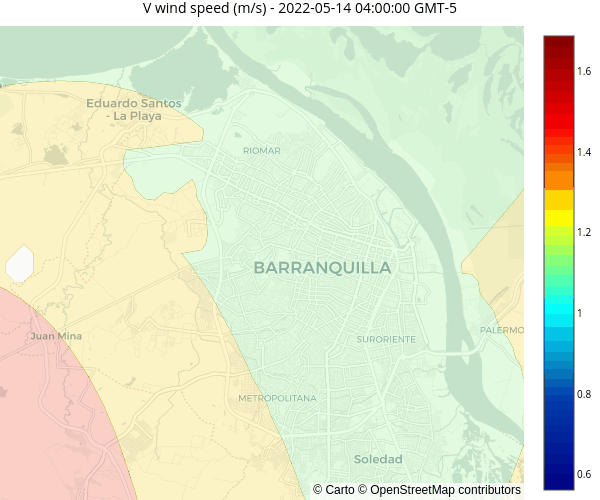 V wind speed (m/s) - 2022-05-14 04:00:00 GMT-5
1.6
Eduardo Santos
- La Playa
RIOMAR
1.4
1.2
BARRANQUILLA
1
Juan Mina
SURORIENTE
PALERMO
0.8
METROPOLITANA
Soledad
0.6
© Carto © OpenStreetMap contributors